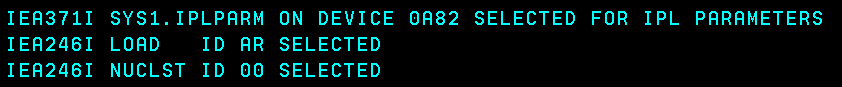 IEA371I SYS1.IPLPARM ON DEVICE 0A82 SELECTED FOR IPL PARAMETERS
IEA246I LOAD   ID AR SELECTED
IEA246I NUCLST ID 00 SELECTED